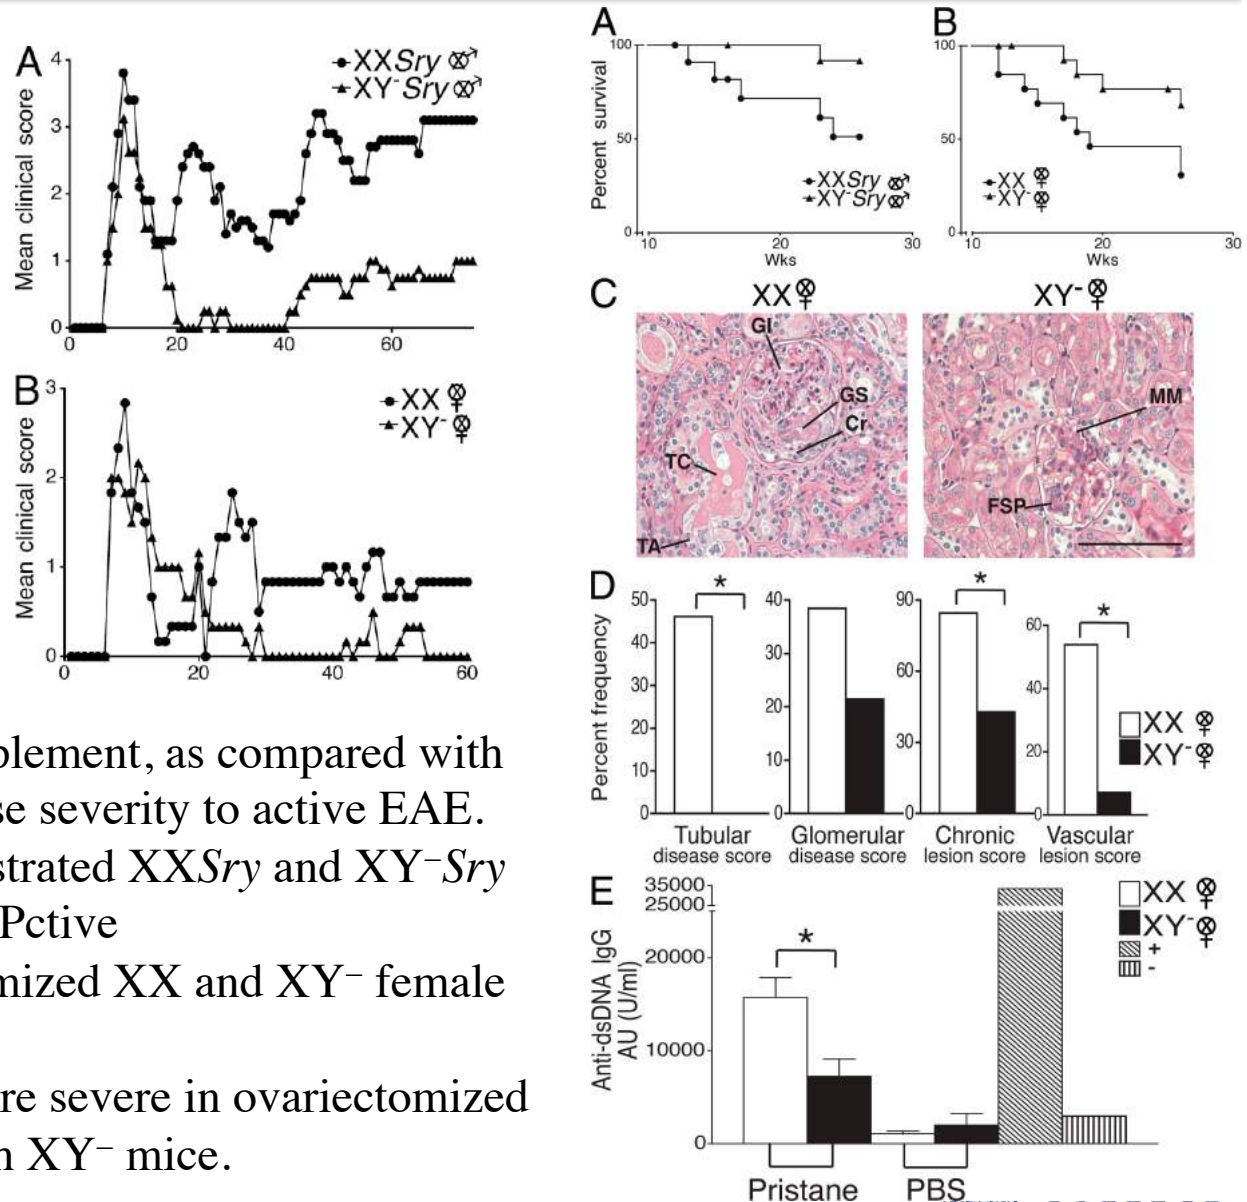 A
XXSry
XY-Sry
Mean clinical score
4
3
2
1
0
0 20 40 60
B
XX
XY-
Mean clinical score
3
2
1
0
0 20 40 60
plement, as compared with
se severity to active EAE.
strated XXSry and XY–Sry
Pctive
mized XX and XY– female
re severe in ovariectomized
n XY– mice.
A
Percent survival
100
50
0
XXSry
XY-Sry
10 20 30
Wks
B
100
50
0
XX
XY-
10 20 30
Wks
C
XX
XY-
GI
GS
Cr
TC
TA
MM
FSP
D
Percent frequency
50
40
30
20
10
0
*
Tubular
disease score
40
30
20
10
0
Glomerular
disease score
90
60
30
0
*
Chronic
lesion score
60
40
20
0
*
Vascular
lesion score
XX
XY-
E
Anti-dsDNA IgG
AU (U/ml)
35000
25000
20000
10000
0
*
XX
XY-
+
-
Pristane PBS